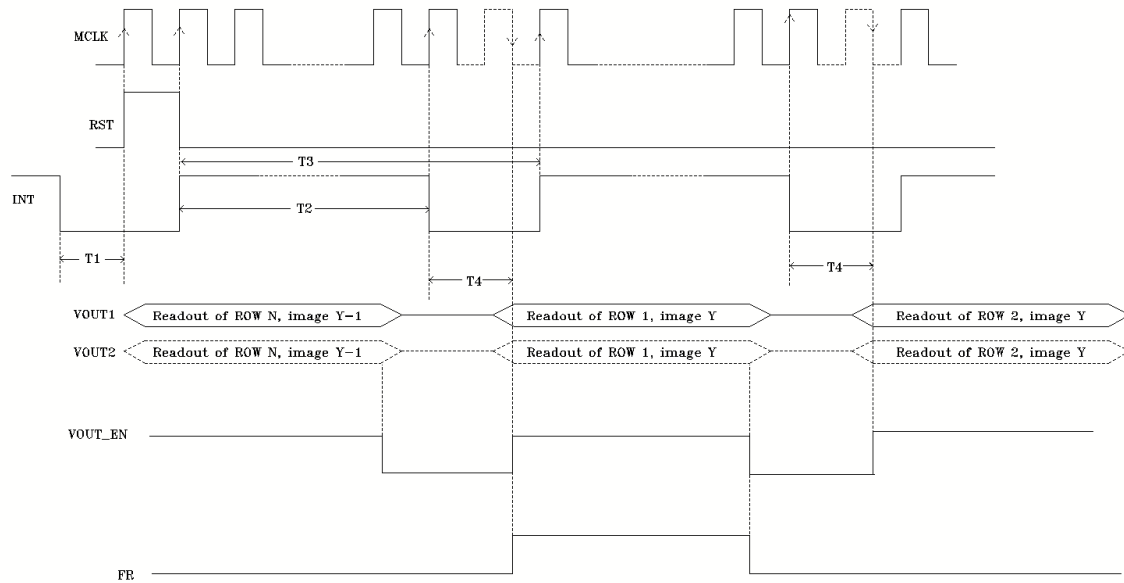 MCLK
RST
T3
INT
T2
T1
T4
T4
VOUT1
Readout of ROW N, image Y-1
Readout of ROW 1, image Y
Readout of ROW 2, image Y
VOUT2
Readout of ROW N, image Y-1
Readout of ROW 1, image Y
Readout of ROW 2, image Y
VOUT_EN
FR